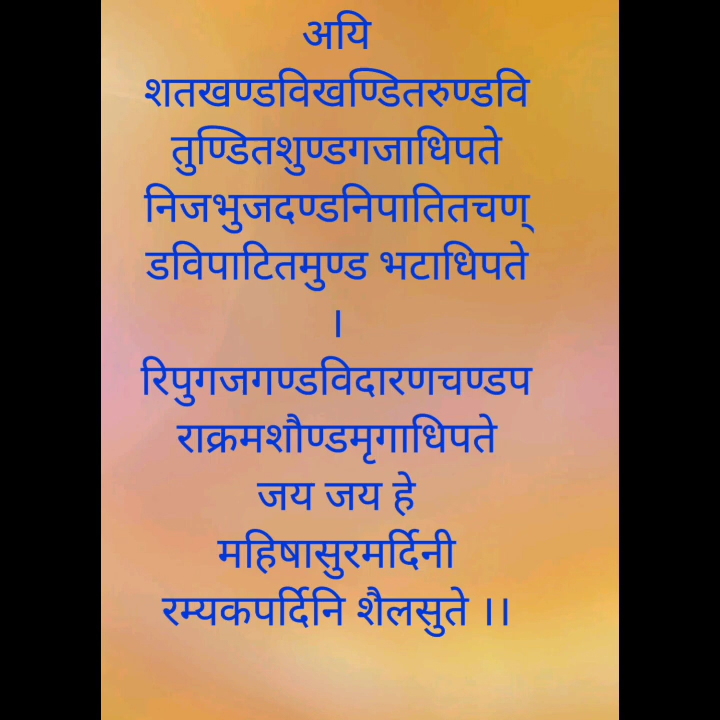 अयि
शतखण्डविखण्डितरुण्डवि
तुण्डितशुण्डगजाधिपते
निजभुजदण्डनिपातितचण्
डविपाटितमुण्ड भटाधिपते
।
रिपुगजगण्डविदारणचण्डप
राक्रमशौण्डमृगाधिपते
जय जय हे
महिषासुरमर्दिनी
रम्यकपर्दिनि शैलसुते ।।